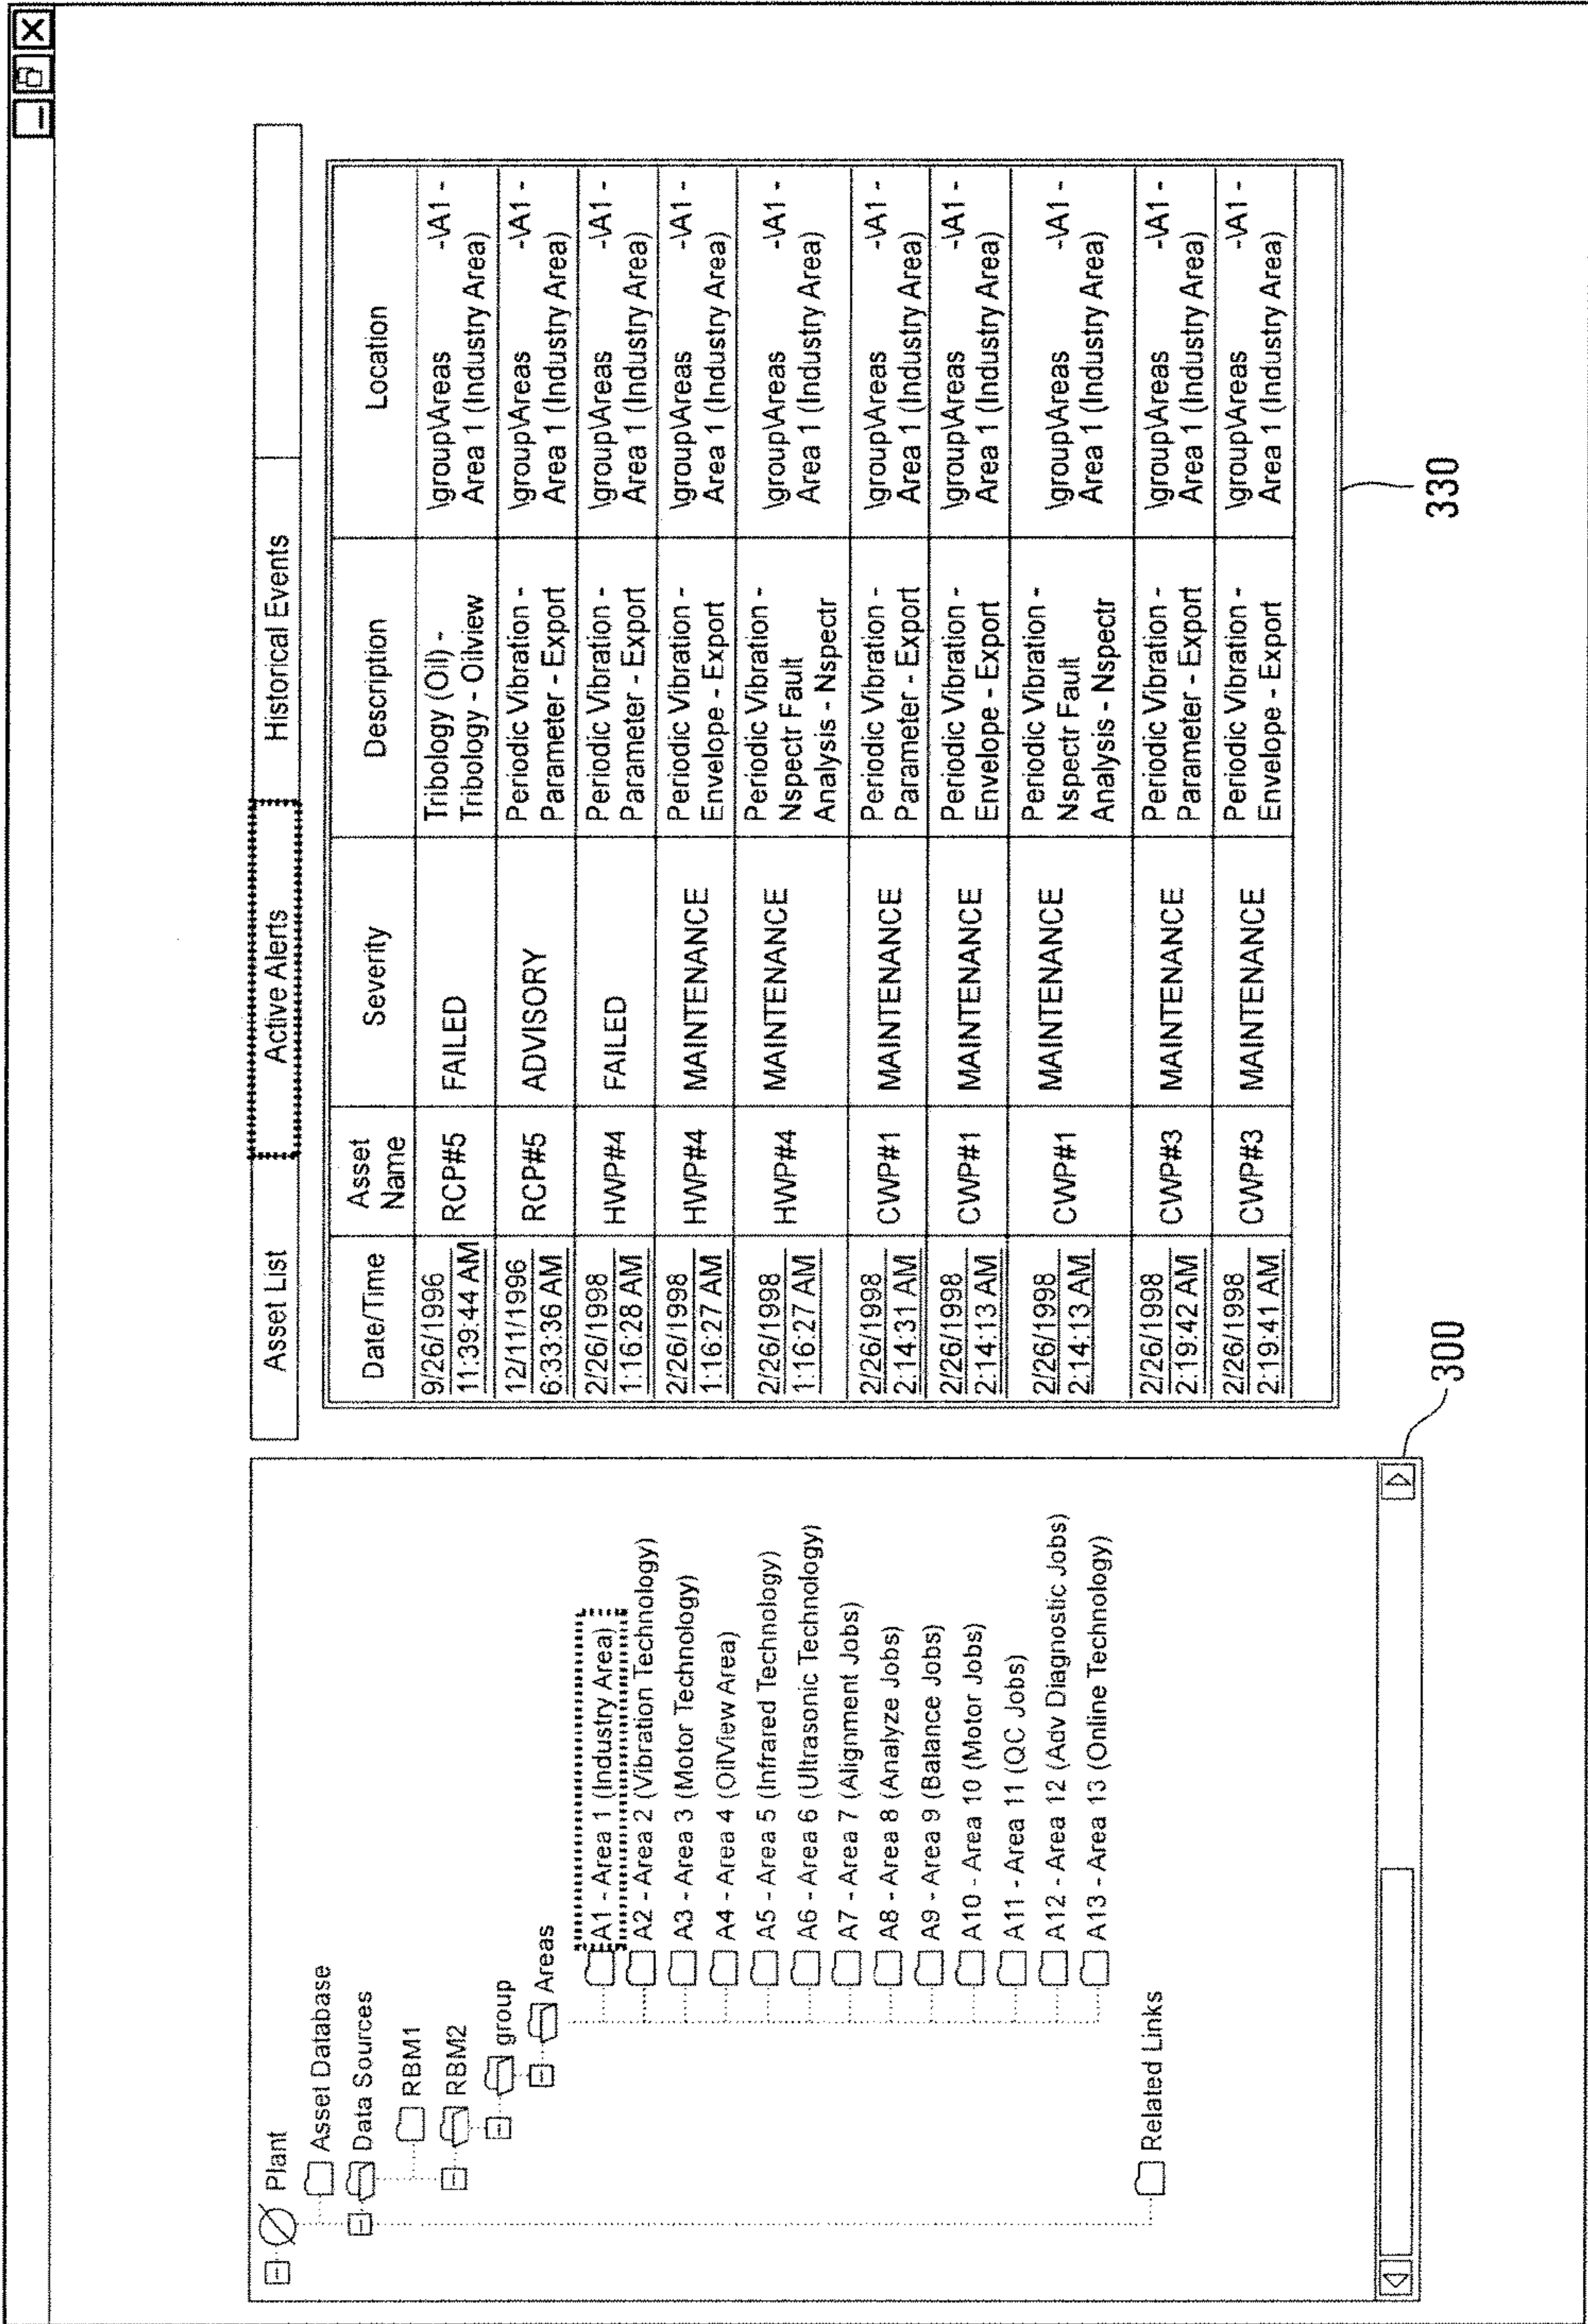 Plant
Asset Database
Data Sources
RBM1
RBM2
group
Areas
A1 - Area 1 (Industry Area)
A2 - Area 2 (Vibration Technology)
A3 - Area 3 (Motor Technology)
A4 - Area 4 (OilView Area)
A5 - Area 5 (Infrared Technology)
A6 - Area 6 (Ultrasonic Technology)
A7 - Area 7 (Alignment Jobs)
A8 - Area 8 (Analyze Jobs)
A9 - Area 9 (Balance Jobs)
A10 - Area 10 (Motor Jobs)
A11 - Area 11 (QC Jobs)
A12 - Area 12 (Adv Diagnostic Jobs)
A13 - Area 13 (Online Technology)
Related Links
300
Asset List Active Alerts Historical Events
Date/Time Asset Severity Description Location
Name
9/26/1996 RCP#5 FAILED Tribology (Oil) - \group\Areas -\A1 -
11:39:44 AM Tribology - Oilview Area 1 (Industry Area)
12/11/1996 RCP#5 ADVISORY Periodic Vibration - \group\Areas -\A1 -
6:33:36 AM Parameter - Export Area 1 (Industry Area)
2/26/1998 HWP#4 FAILED Periodic Vibration - \group\Areas -\A1 -
1:16:28 AM Parameter - Export Area 1 (Industry Area)
2/26/1998 HWP#4 MAINTENANCE Periodic Vibration - \group\Areas -\A1 -
1:16:27 AM Envelope - Export Area 1 (Industry Area)
2/26/1998 HWP#4 MAINTENANCE Periodic Vibration - \group\Areas -\A1 -
1:16:27 AM Nspectr Fault Area 1 (Industry Area)
Analysis - Nspectr
2/26/1998 CWP#1 MAINTENANCE Periodic Vibration - \group\Areas -\A1 -
2:14:31 AM Parameter - Export Area 1 (Industry Area)
2/26/1998 CWP#1 MAINTENANCE Periodic Vibration - \group\Areas -\A1 -
2:14:13 AM Envelope - Export Area 1 (Industry Area)
2/26/1998 CWP#1 MAINTENANCE Periodic Vibration - \group\Areas -\A1 -
2:14:13 AM Nspectr Fault Area 1 (Industry Area)
Analysis - Nspectr
2/26/1998 CWP#3 MAINTENANCE Periodic Vibration - \group\Areas -\A1 -
2:19:42 AM Parameter - Export Area 1 (Industry Area)
2/26/1998 CWP#3 MAINTENANCE Periodic Vibration - \group\Areas -\A1 -
2:19:41 AM Envelope - Export Area 1 (Industry Area)
330